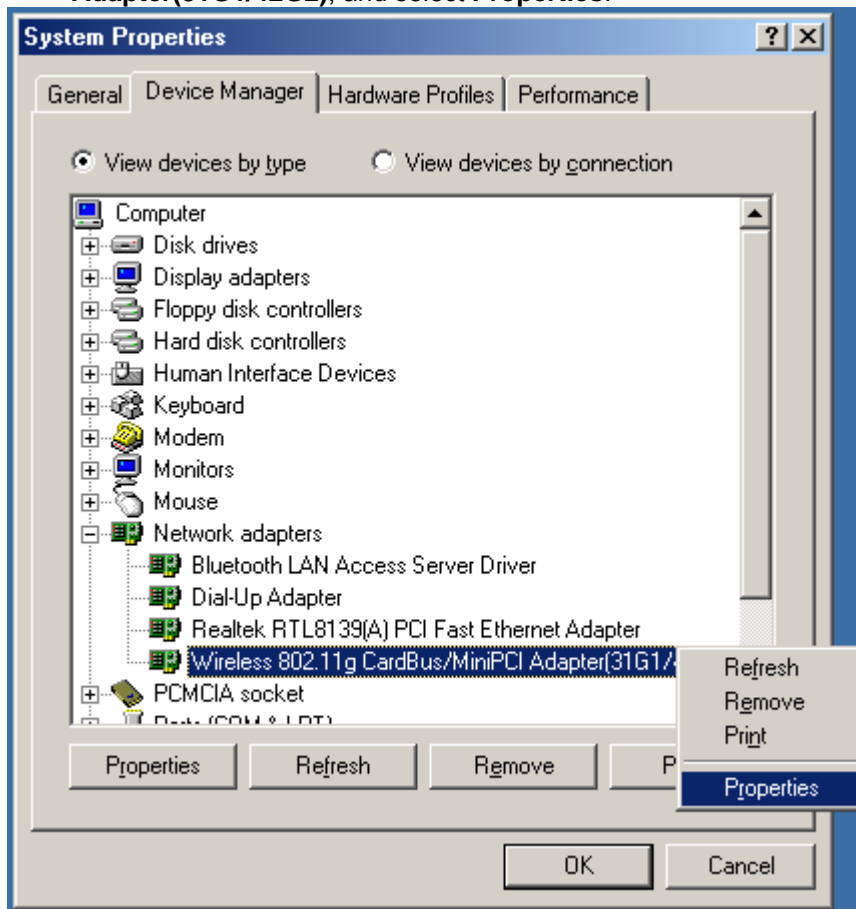 and select Properties.
System Properties
General Device Manager Hardware Profiles Performance
View devices by type View devices by connection
Computer
Disk drives
Display adapters
Floppy disk controllers
Hard disk controllers
Human Interface Devices
Keyboard
Modem
Monitors
Mouse
Network adapters
Bluetooth LAN Access Server Driver
Dial-Up Adapter
Realtek RTL8139(A) PCI Fast Ethernet Adapter
Wireless 802.11g CardBus/MiniPCI Adapter(31G1/
PCMCIA socket
Refresh
Remove
Print
Properties
Properties Refresh Remove P
OK Cancel